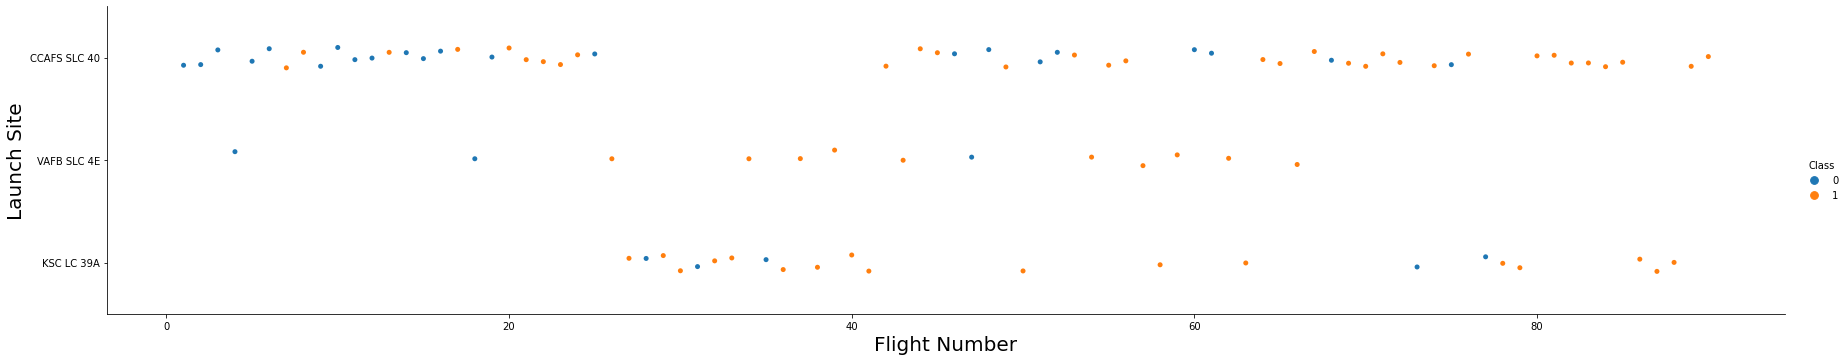 Launch Site
CCAFS SLC 40
VAFB SLC 4E
KSC LC 39A
0
20
40
60
80
Flight Number
Class
0
1